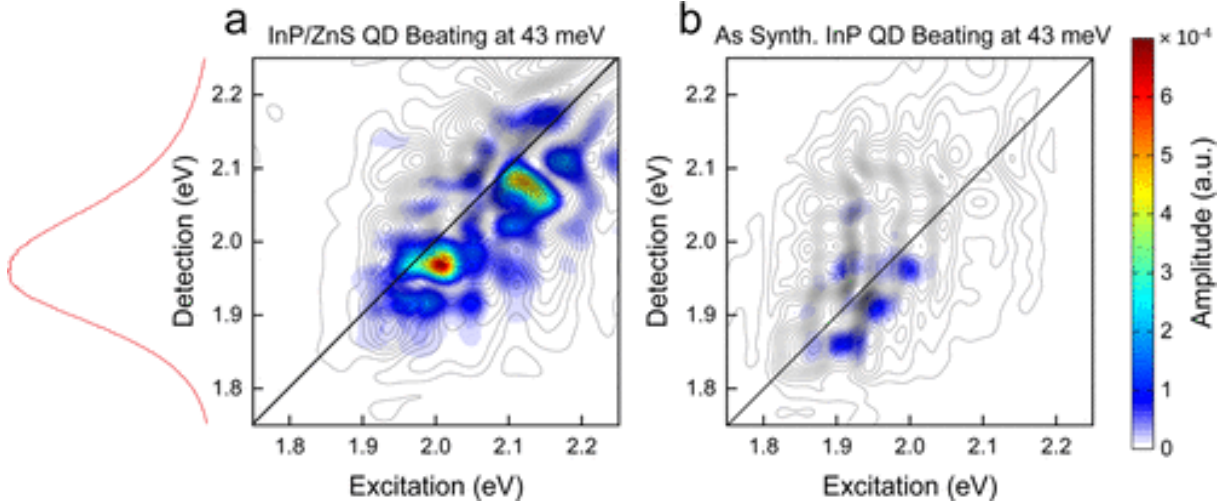 a InP/ZnS QD Beating at 43 meV
2.2
2.1
2.0
1.9
1.8
Detection (eV)
1.8 1.9 2.0 2.1 2.2
Excitation (eV)
b As Synth. InP QD Beating at 43 meV
2.2
2.1
2.0
1.9
1.8
Detection (eV)
1.8 1.9 2.0 2.1 2.2
Excitation (eV)
× 10⁻⁴
6
5
4
3
2
1
0
Amplitude (a.u.)